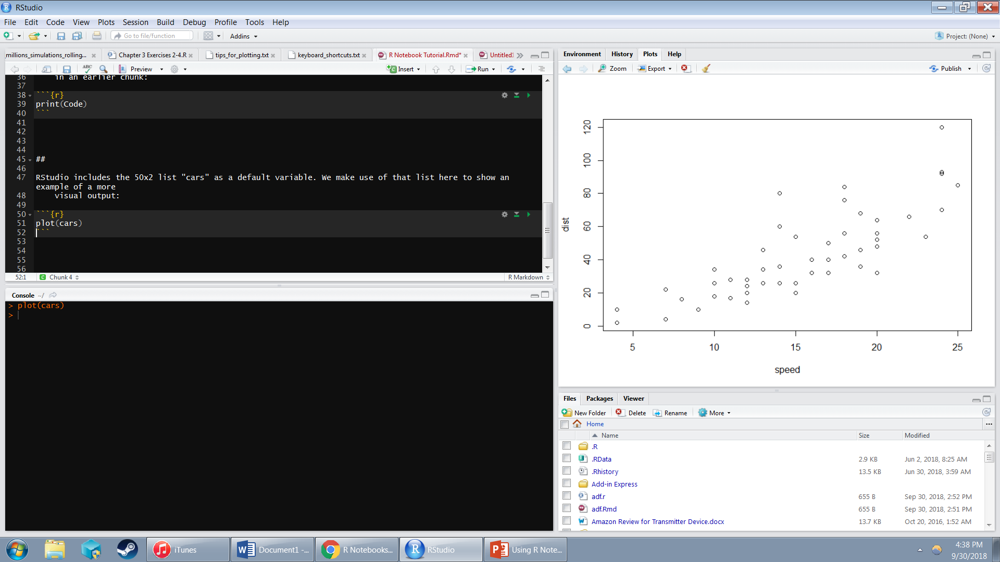 RStudio
File Edit Code View Plots Session Build Debug Profile Tools Help
Go to file/function Addins Project: (None)
millions_simulations_rolling... Chapter 3 Exercises 2-4.R tips_for_plotting.txt keyboard_shortcuts.txt R Notebook Tutorial.Rmd* Untitled1
ABC Preview Insert Run
36 in an earlier chunk:
37
38 ```{r}
39 print(Code)
40 ```
41
42
43
44
45 ##
46
47 RStudio includes the 50x2 list "cars" as a default variable. We make use of that list here to show an
example of a more
48 visual output:
49
50 ```{r}
51 plot(cars)
52 ```
53
54
55
56
52:1 C Chunk 4 R Markdown
Console ~/
> plot(cars)
>
Environment History Plots Help
Zoom Export Publish
120
100
80
60
40
20
0
dist
5 10 15 20 25
speed
Files Packages Viewer
New Folder Delete Rename More
Home ...
Name Size Modified
.R
.RData 2.9 KB Jun 2, 2018, 8:25 AM
.Rhistory 13.5 KB Jun 30, 2018, 3:59 AM
Add-in Express
adf.r 655 B Sep 30, 2018, 2:52 PM
adf.Rmd 655 B Sep 30, 2018, 2:51 PM
Amazon Review for Transmitter Device.docx 13.7 KB Oct 20, 2016, 1:52 AM
iTunes Document1 -... R Notebooks... RStudio Using R Note...
4:38 PM
9/30/2018